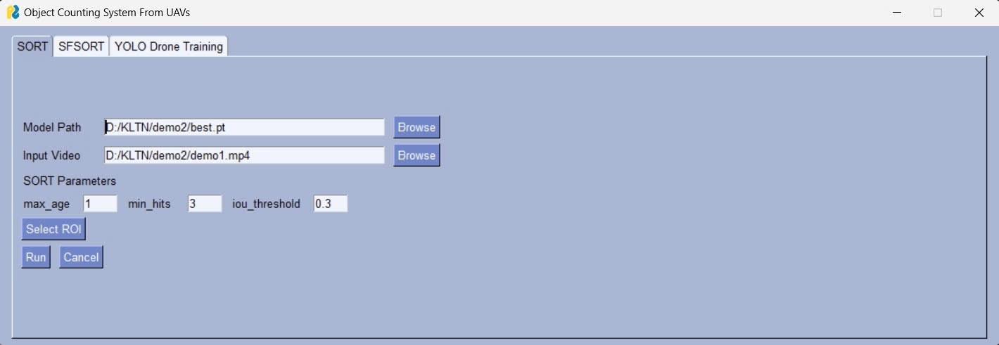 Object Counting System From UAVs
SORT SFSORT YOLO Drone Training
Model Path D:/KLTN/demo2/best.pt Browse
Input Video D:/KLTN/demo2/demo1.mp4 Browse
SORT Parameters
max_age 1 min_hits 3 iou_threshold 0.3
Select ROI
Run Cancel